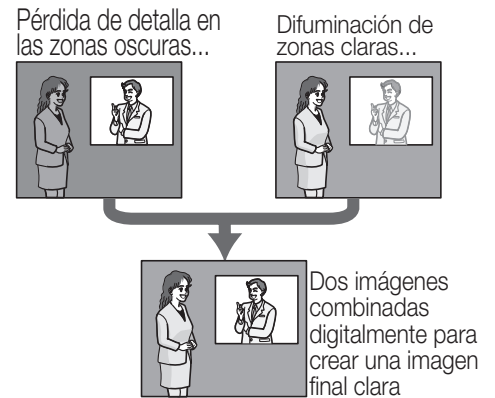 Pérdida de detalla en
las zonas oscuras...
Difuminación de
zonas claras...
Dos imágenes
combinadas
digitalmente para
crear una imagen
final clara